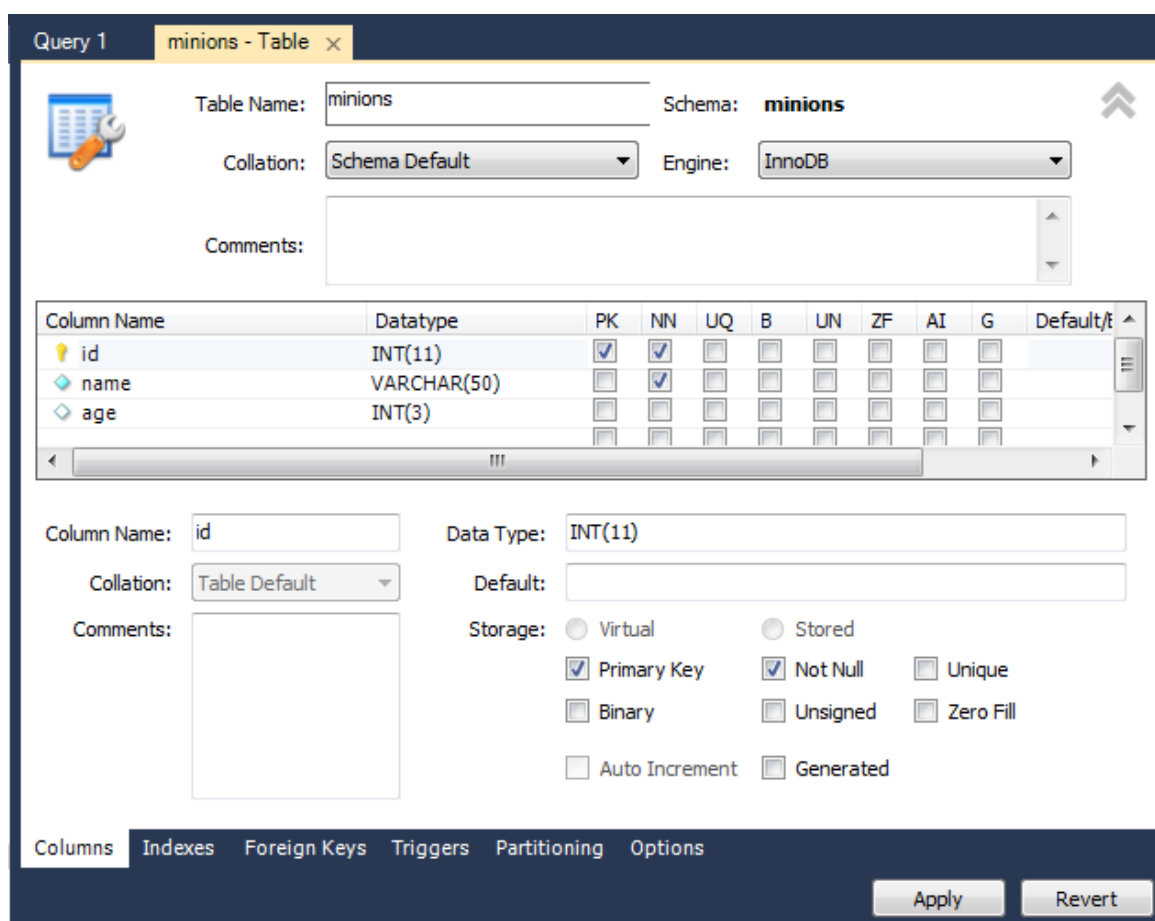 Query 1 minions - Table ×
Table Name: minions Schema: minions
Collation: Schema Default Engine: InnoDB
Comments:
Column Name Datatype PK NN UQ B UN ZF AI G Default/E
id INT(11)
name VARCHAR(50)
age INT(3)
Column Name: id Data Type: INT(11)
Collation: Table Default Default:
Comments: Storage: Virtual Stored
Primary Key Not Null Unique
Binary Unsigned Zero Fill
Auto Increment Generated
Columns Indexes Foreign Keys Triggers Partitioning Options
Apply Revert